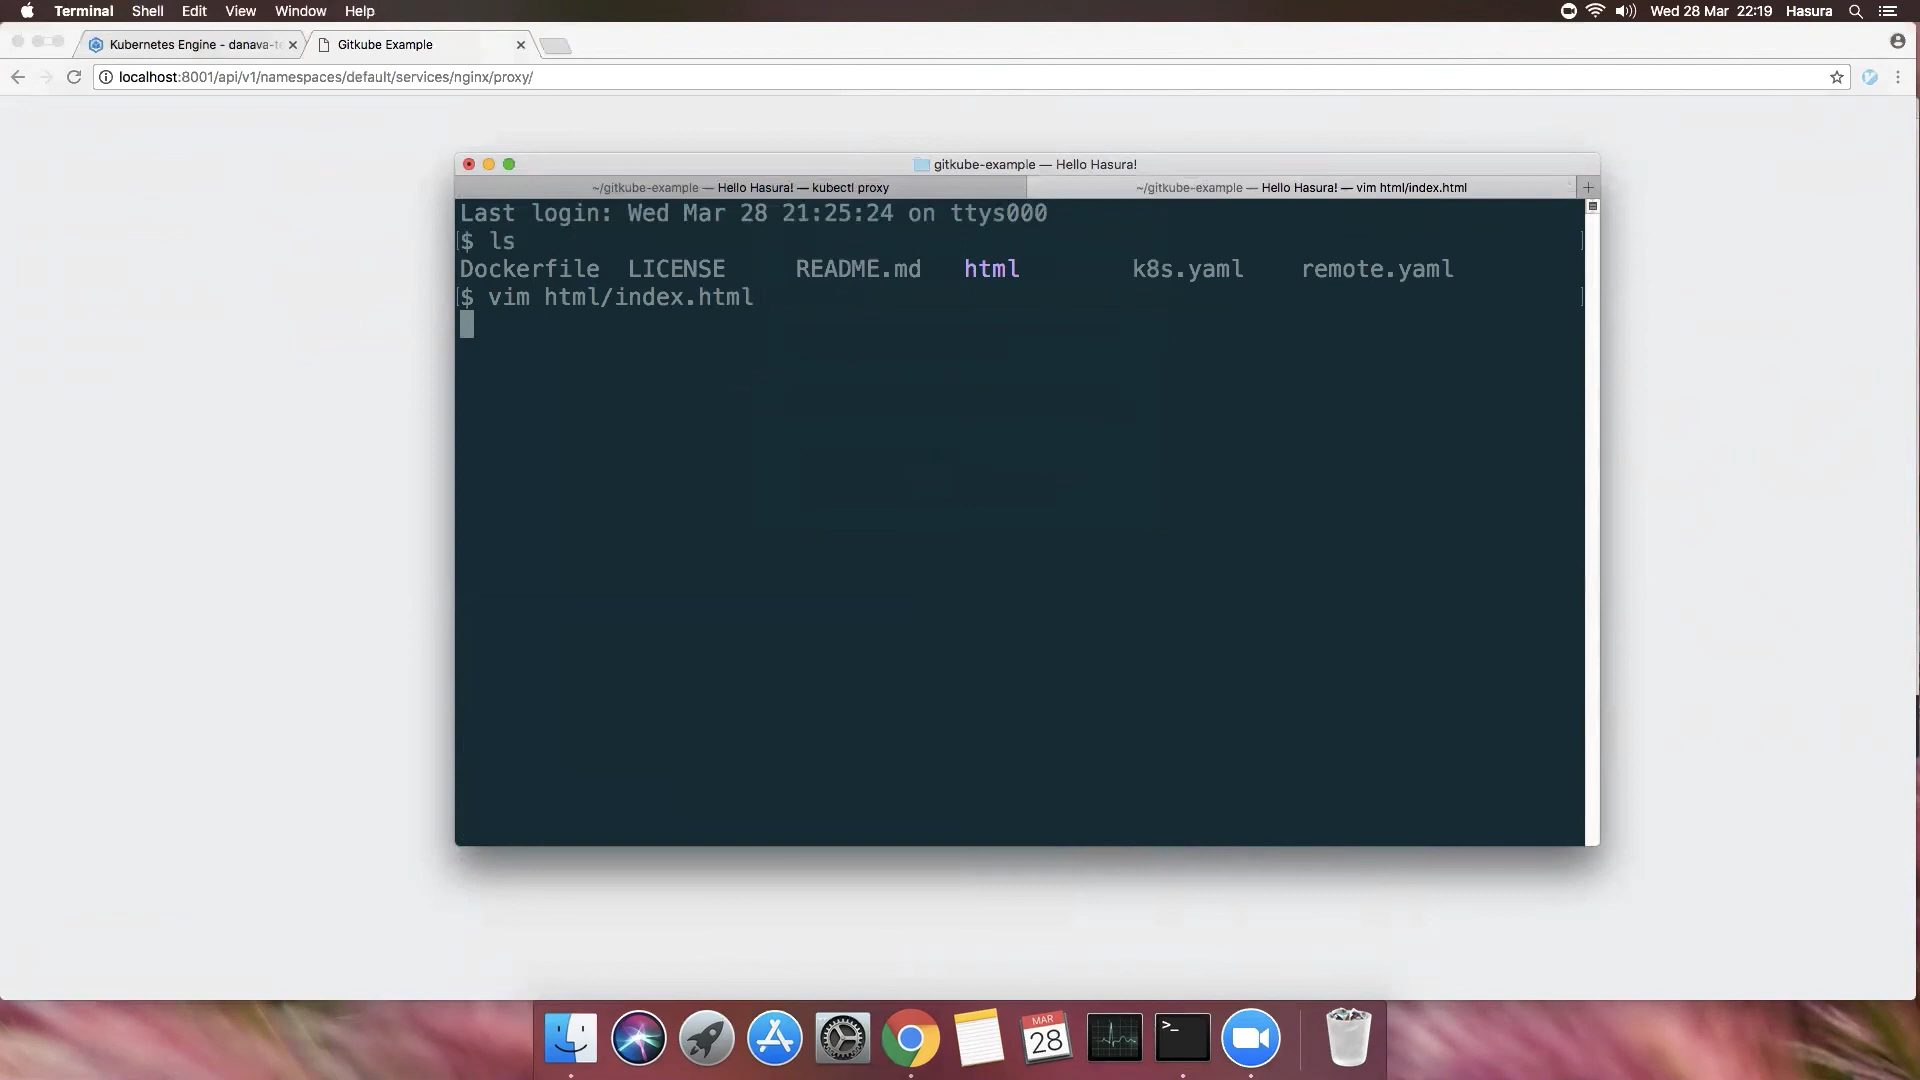 Terminal Shell Edit View Window Help Wed 28 Mar 22:19 Hasura
Kubernetes Engine - danava-te Gitkube Example
localhost:8001/api/v1/namespaces/default/services/nginx/proxy/
gitkube-example — Hello Hasura!
~/gitkube-example — Hello Hasura! — kubectl proxy ~/gitkube-example — Hello Hasura! — vim html/index.html
Last login: Wed Mar 28 21:25:24 on ttys000
$ ls
Dockerfile LICENSE README.md html k8s.yaml remote.yaml
$ vim html/index.html
MAR
28
>_